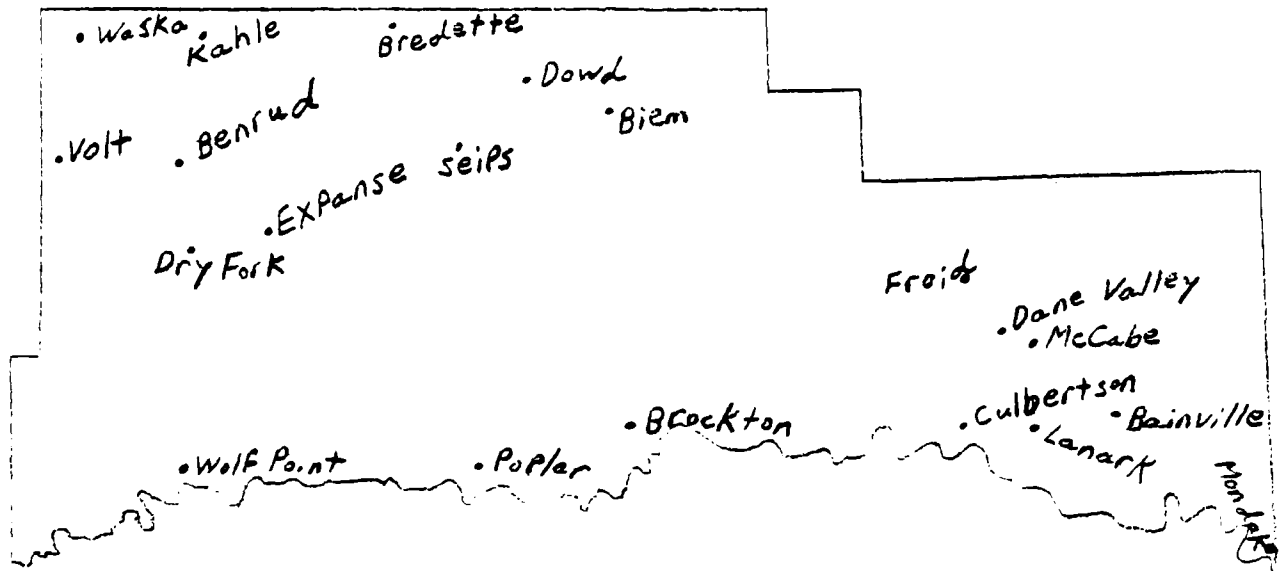 Waska
Kahle
Bredette
Dowd
Biem
Volt
Benrud
Expanse
Seips
Dry Fork
Froid
Dane Valley
McCabe
Culbertson
Bainville
Lanark
Brockton
Wolf Point
Poplar
Mondak